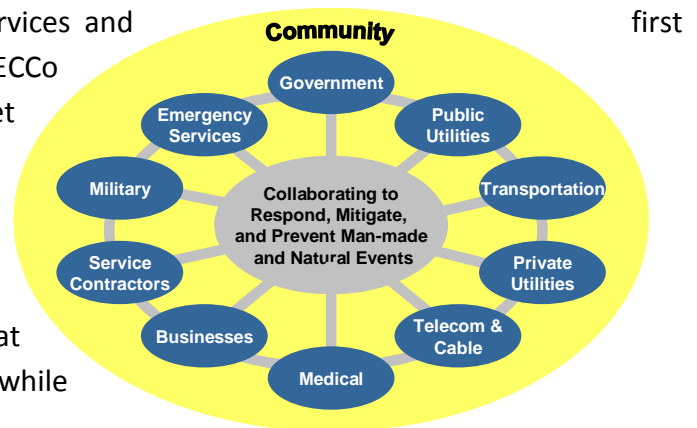 ervices and first
ECCo
et
at
while
Community
Government
Emergency
Services
Public
Utilities
Military
Transportation
Collaborating to
Respond, Mitigate,
and Prevent Man-made
and Natural Events
Service
Contractors
Private
Utilities
Businesses
Telecom &
Cable
Medical